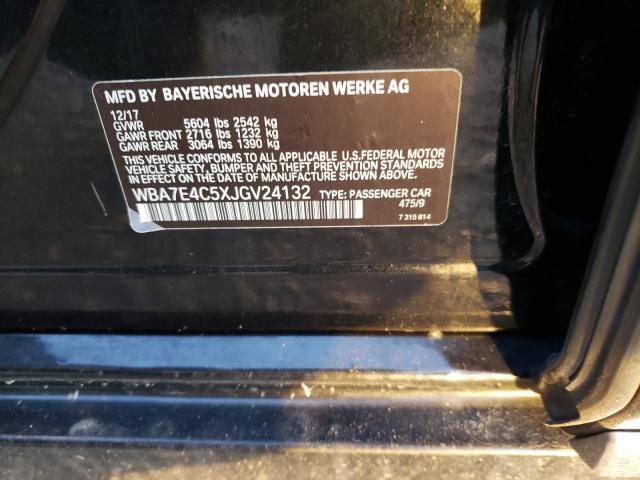 MFD BY BAYERISCHE MOTOREN WERKE AG
12/17
GVWR 5604 lbs 2542 kg
GAWR FRONT 2716 lbs 1232 kg
GAWR REAR 3064 lbs 1390 kg
THIS VEHICLE CONFORMS TO ALL APPLICABLE U.S.FEDERAL MOTOR
VEHICLE SAFETY, BUMPER AND THEFT PREVENTION STANDARDS
IN EFFECT ON THE DATE OF MANUFACTURE SHOWN ABOVE.
WBA7E4C5XJGV24132 TYPE: PASSENGER CAR
475/9
7 315 814